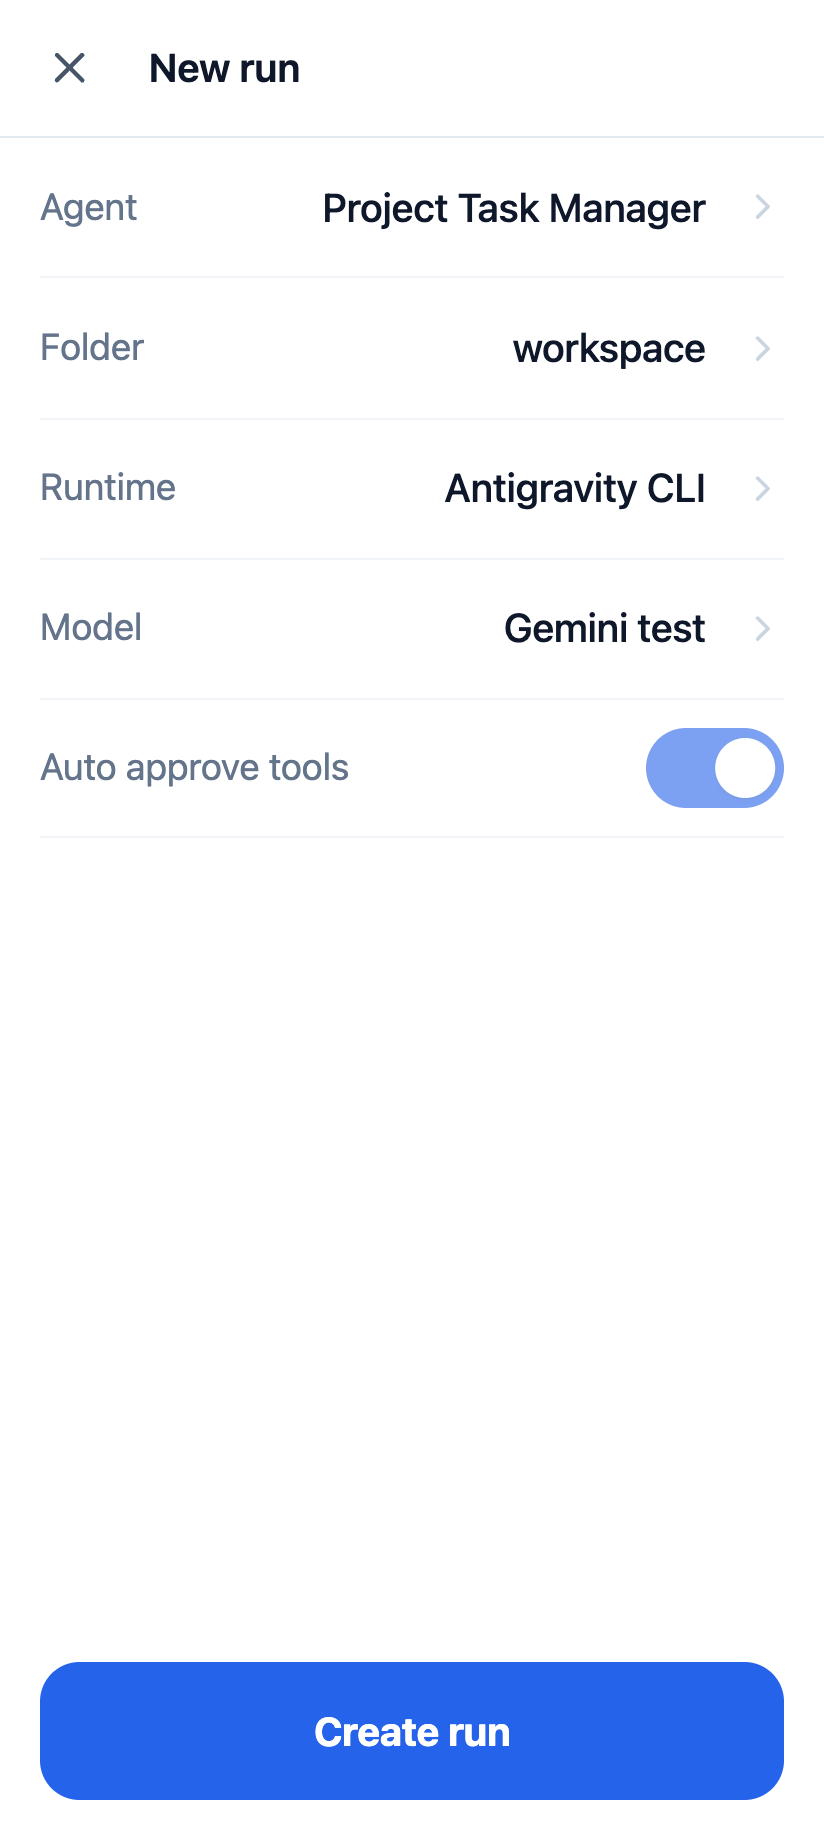 New run
Agent Project Task Manager
Folder workspace
Runtime Antigravity CLI
Model Gemini test
Auto approve tools
Create run